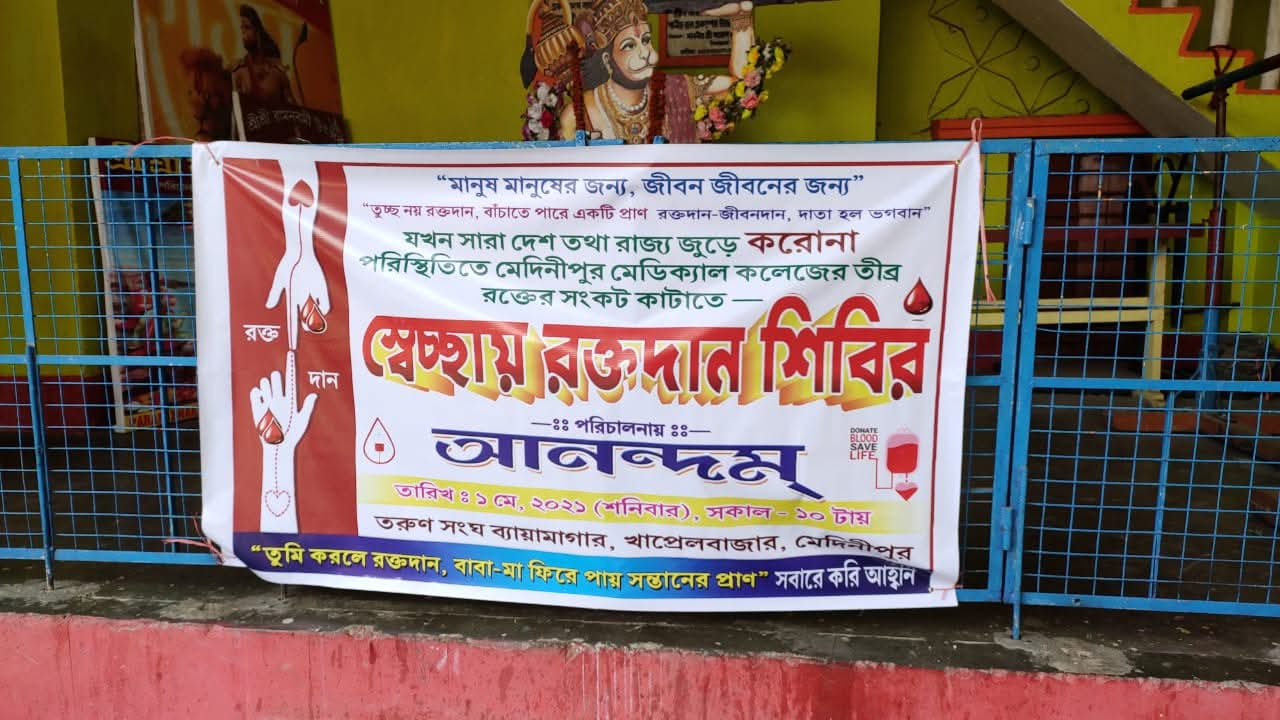 “মানুষ মানুষের জন্য, জীবন জীবনের জন্য”
“তুচ্ছ নয় রক্তদান, বাঁচাতে পারে একটি প্রাণ রক্তদান-জীবনদান, দাতা হল ভগবান”
যখন সারা দেশ তথা রাজ্য জুড়ে করোনা
পরিস্থিতিতে মেদিনীপুর মেডিক্যাল কলেজের তীব্র
রক্তের সংকট কাটাতে —
রক্ত
দান
স্বেচ্ছায় রক্তদান শিবির
—ঃঃ পরিচালনায় ঃঃ—
আনন্দম্
DONATE
BLOOD
SAVE
LIFE
তারিখ ঃ ১ মে, ২০২১ (শনিবার), সকাল - ১০ টায়
তরুণ সংঘ ব্যায়ামাগার, খাপ্রেলবাজার, মেদিনীপুর
“তুমি করলে রক্তদান, বাবা-মা ফিরে পায় সন্তানের প্রাণ” সবারে করি আহ্বান